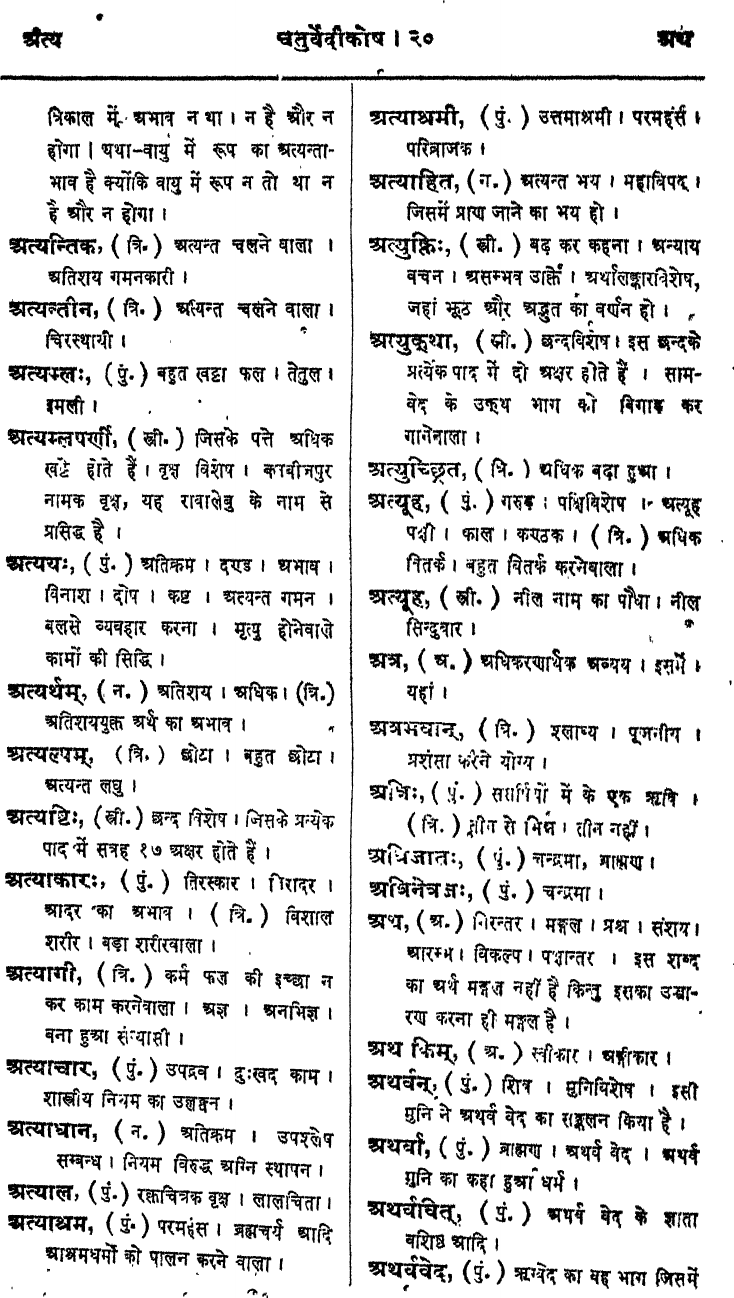 अत्य चतुर्वेदीकोष । २० अथ
त्रिकाल में अभाव न था । न है और न
होगा । यथा-वायु में रूप का अत्यन्ता-
भाव है क्योंकि वायु में रूप न तो था न
है और न होगा ।
अत्यन्तिक, ( त्रि. ) अत्यन्त चलने वाला ।
अतिशय गमनकारी ।
अत्यन्तीन, ( त्रि. ) अत्यन्त चलने वाला ।
चिरस्थायी ।
अत्यम्लः, (पुं. ) बहुत खट्टा फल । तेतुल ।
इमली ।
अत्यम्लपर्णी, ( स्त्री. ) जिसके पत्ते अधिक
खट्टे होते हैं । वृक्ष विशेष । काबीजपुर
नामक वृक्ष, यह रावालेबु के नाम से
प्रसिद्ध है ।
अत्ययः, ( पुं. ) अतिक्रम । दण्ड । अभाव ।
विनाश । दोष । कष्ट । अत्यन्त गमन ।
बलसे व्यवहार करना । मृत्यु होनेवाले
कामों की सिद्धि ।
अत्यर्थम्, ( न. ) अतिशय । अधिक । (त्रि.)
अतिशययुक्त अर्थ का अभाव ।
अत्यल्पम्, (त्रि. ) छोटा । बहुत छोटा ।
अत्यन्त लघु ।
अत्यष्टिः, (स्त्री. ) छन्द विशेष । जिसके प्रत्येक
पाद में सत्रह १७ अक्षर होते हैं ।
अत्याकारः, ( पुं. ) तिरस्कार । निरादर ।
आदर का अभाव । ( त्रि. ) विशाल
शरीर । बड़ा शरीरवाला ।
अत्यागी, ( त्रि. ) कर्म फल की इच्छा न
कर काम करनेवाला । अज्ञ । अनभिज्ञ ।
बना हुआ संन्यासी ।
अत्याचार, ( पुं. ) उपद्रव । दुःखद काम ।
शास्त्रीय नियम का उल्लङ्घन ।
अत्याधान, ( न. ) अतिक्रम । उपश्लेष
सम्बन्ध । नियम विरुद्ध अग्नि स्थापन ।
अत्याल, (पुं.) रक्तचित्रक वृक्ष । लालचिता ।
अत्याश्रम, (पुं.) परमहंस । ब्रह्मचर्य आदि
आश्रमधर्मों को पालन करने वाला ।
अत्याश्रमी, ( पुं. ) उत्तमाश्रमी । परमहंस ।
परिव्राजक ।
अत्याहित, ( न. ) अत्यन्त भय । महाविपद ।
जिसमें प्राण जाने का भय हो ।
अत्युक्तिः, ( स्त्री. ) बढ़ कर कहना । अन्याय
वचन । असम्भव उक्ति । अर्थालङ्कारविशेष,
जहां झूठ और अद्भुत का वर्णन हो ।
अत्युक्था, ( स्त्री. ) छन्दविशेष । इस छन्दके
प्रत्येक पाद में दो अक्षर होते हैं । साम-
वेद के उक्थ भाग को बिगाड़ कर
गानेवाला ।
अत्युच्छ्रित, ( त्रि. ) अधिक बढ़ा हुआ ।
अत्यूह, ( पुं. ) गरुड़ । पक्षिविशेष । अत्यूह
पक्षी । काल । कण्ठक । ( त्रि. ) अधिक
वितर्क । बहुत वितर्क करनेवाला ।
अत्यूह, ( स्त्री. ) नील नाम का पौधा । नील
सिन्दुवार ।
अत्र, ( अ. ) अधिकरणार्थक अव्यय । इसमें ।
यहां ।
अत्रभवान्, ( त्रि. ) श्लाघ्य । पूजनीय ।
प्रशंसा करने योग्य ।
अत्रिः, ( पुं. ) सप्तर्षियों में के एक ऋषि ।
( त्रि. ) तीन से भिन्न । तीन नहीं ।
अत्रिजातः, ( पुं. ) चन्द्रमा, ब्राह्मण ।
अत्रिनेत्रजः, ( पुं. ) चन्द्रमा ।
अथ, ( अ. ) निरन्तर । मङ्गल । प्रश्न । संशय ।
आरम्भ । विकल्प । पक्षान्तर । इस शब्द
का अर्थ मङ्गल नहीं है किन्तु इसका उच्चा-
रण करना ही मङ्गल है ।
अथ किम्, ( अ. ) स्वीकार । अङ्गीकार ।
अथर्वन्, ( पुं. ) शिव । मुनिविशेष । इसी
मुनि ने अथर्व वेद का सङ्कलन किया है ।
अथर्वा, ( पुं. ) ब्राह्मण । अथर्व वेद । अथर्व
मुनि का कहा हुआ धर्म ।
अथर्ववित्, ( पुं. ) अथर्व वेद के ज्ञाता
वशिष्ठ आदि ।
अथर्ववेद, (पुं. ) ऋग्वेद का वह भाग जिसमें